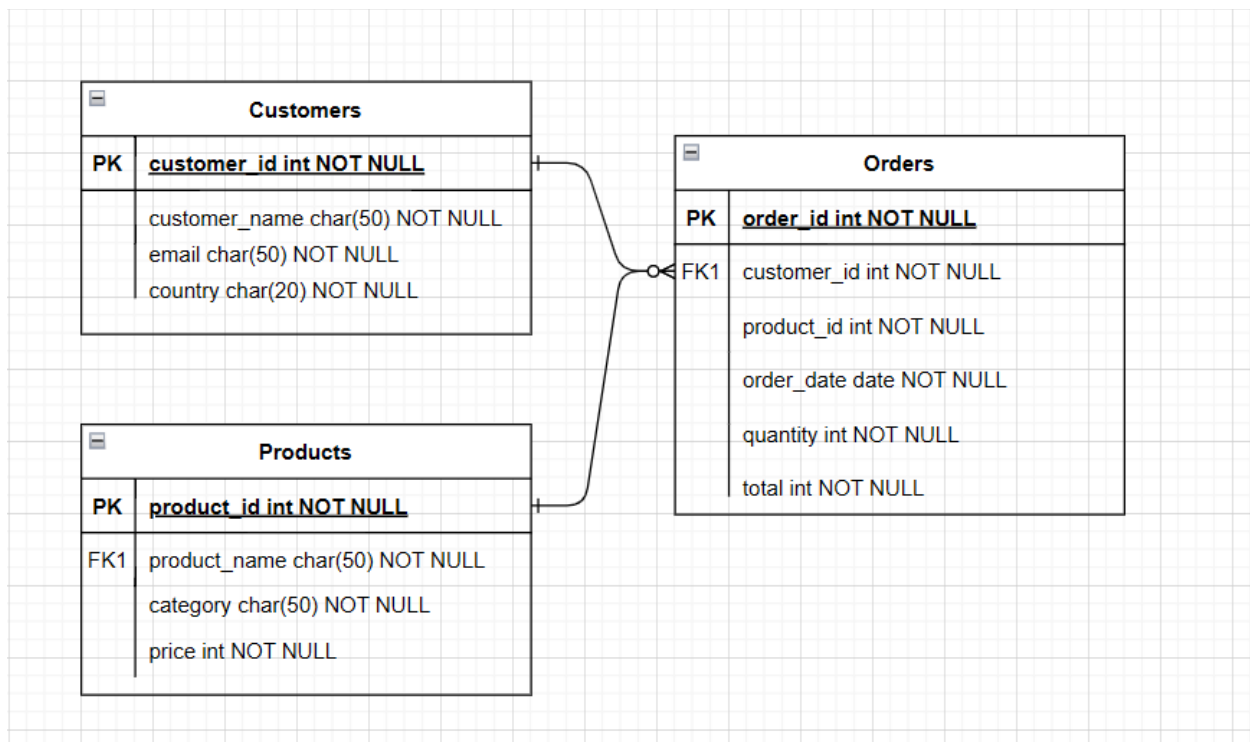 Customers
PK customer_id int NOT NULL
customer_name char(50) NOT NULL
email char(50) NOT NULL
country char(20) NOT NULL
Products
PK product_id int NOT NULL
FK1 product_name char(50) NOT NULL
category char(50) NOT NULL
price int NOT NULL
Orders
PK order_id int NOT NULL
FK1 customer_id int NOT NULL
product_id int NOT NULL
order_date date NOT NULL
quantity int NOT NULL
total int NOT NULL